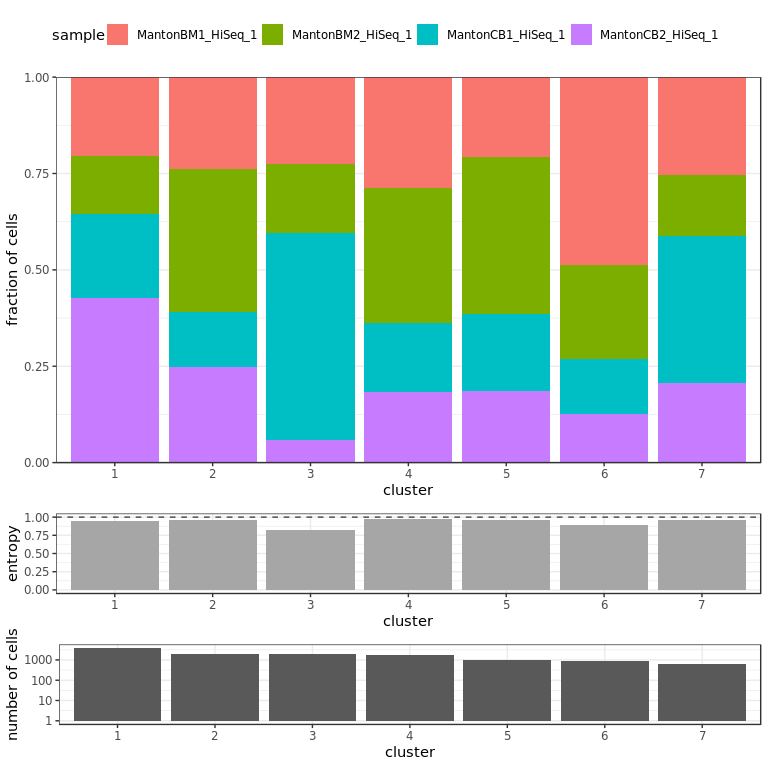 sample MantonBM1_HiSeq_1 MantonBM2_HiSeq_1 MantonCB1_HiSeq_1 MantonCB2_HiSeq_1
fraction of cells
1.00
0.75
0.50
0.25
0.00
1 2 3 4 5 6 7
cluster
entropy
1.00
0.75
0.50
0.25
0.00
1 2 3 4 5 6 7
cluster
number of cells
1000
100
10
1
1 2 3 4 5 6 7
cluster